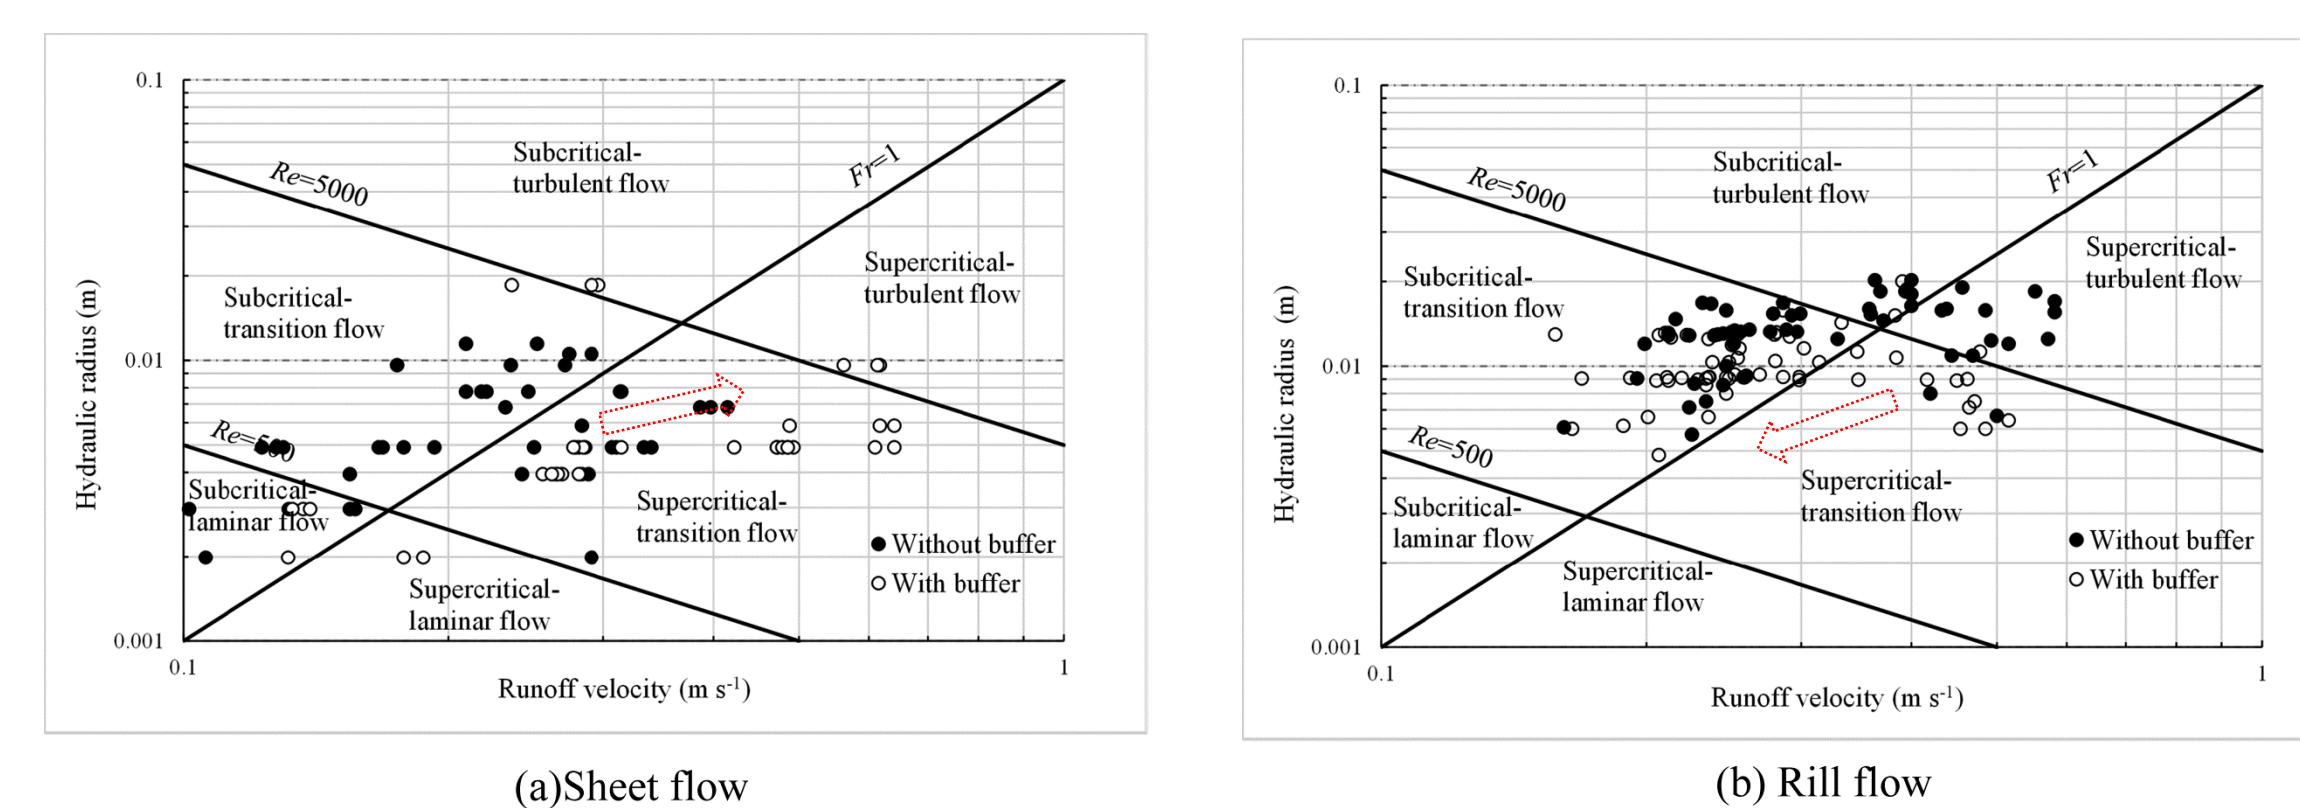 0.1
Subcritical-
turbulent flow
Fr=1
Re=5000
Supercritical-
turbulent flow
Subcritical-
transition flow
Hydraulic radius (m)
0.01
Subcritical-
laminar flow
Supercritical-
transition flow
Without buffer
With buffer
Supercritical-
laminar flow
0.001
0.1
1
Runoff velocity (m s⁻¹)
(a)Sheet flow
0.1
Subcritical-
turbulent flow
Fr=1
Re=5000
Supercritical-
turbulent flow
Subcritical-
transition flow
Hydraulic radius (m)
0.01
Re=500
Subcritical-
laminar flow
Supercritical-
transition flow
Without buffer
With buffer
Supercritical-
laminar flow
0.001
0.1
1
Runoff velocity (m s⁻¹)
(b) Rill flow